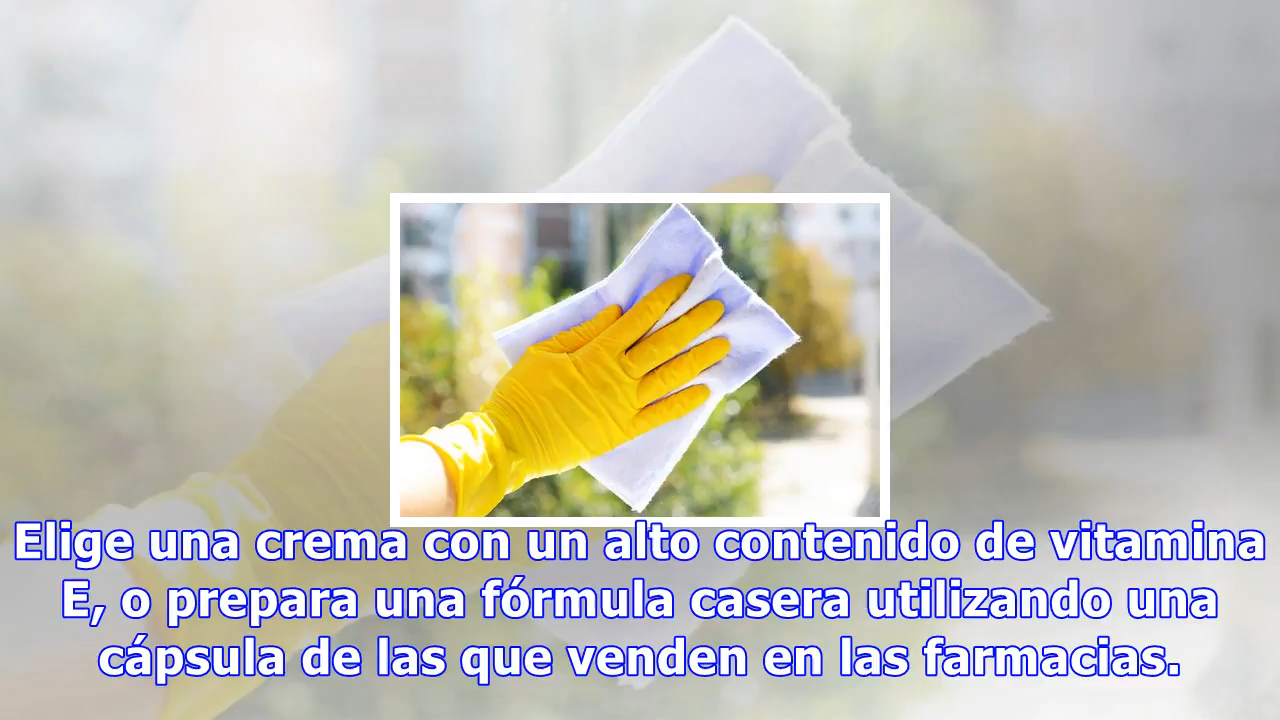 Elige una crema con un alto contenido de vitamina
E, o prepara una fórmula casera utilizando una
cápsula de las que venden en las farmacias.